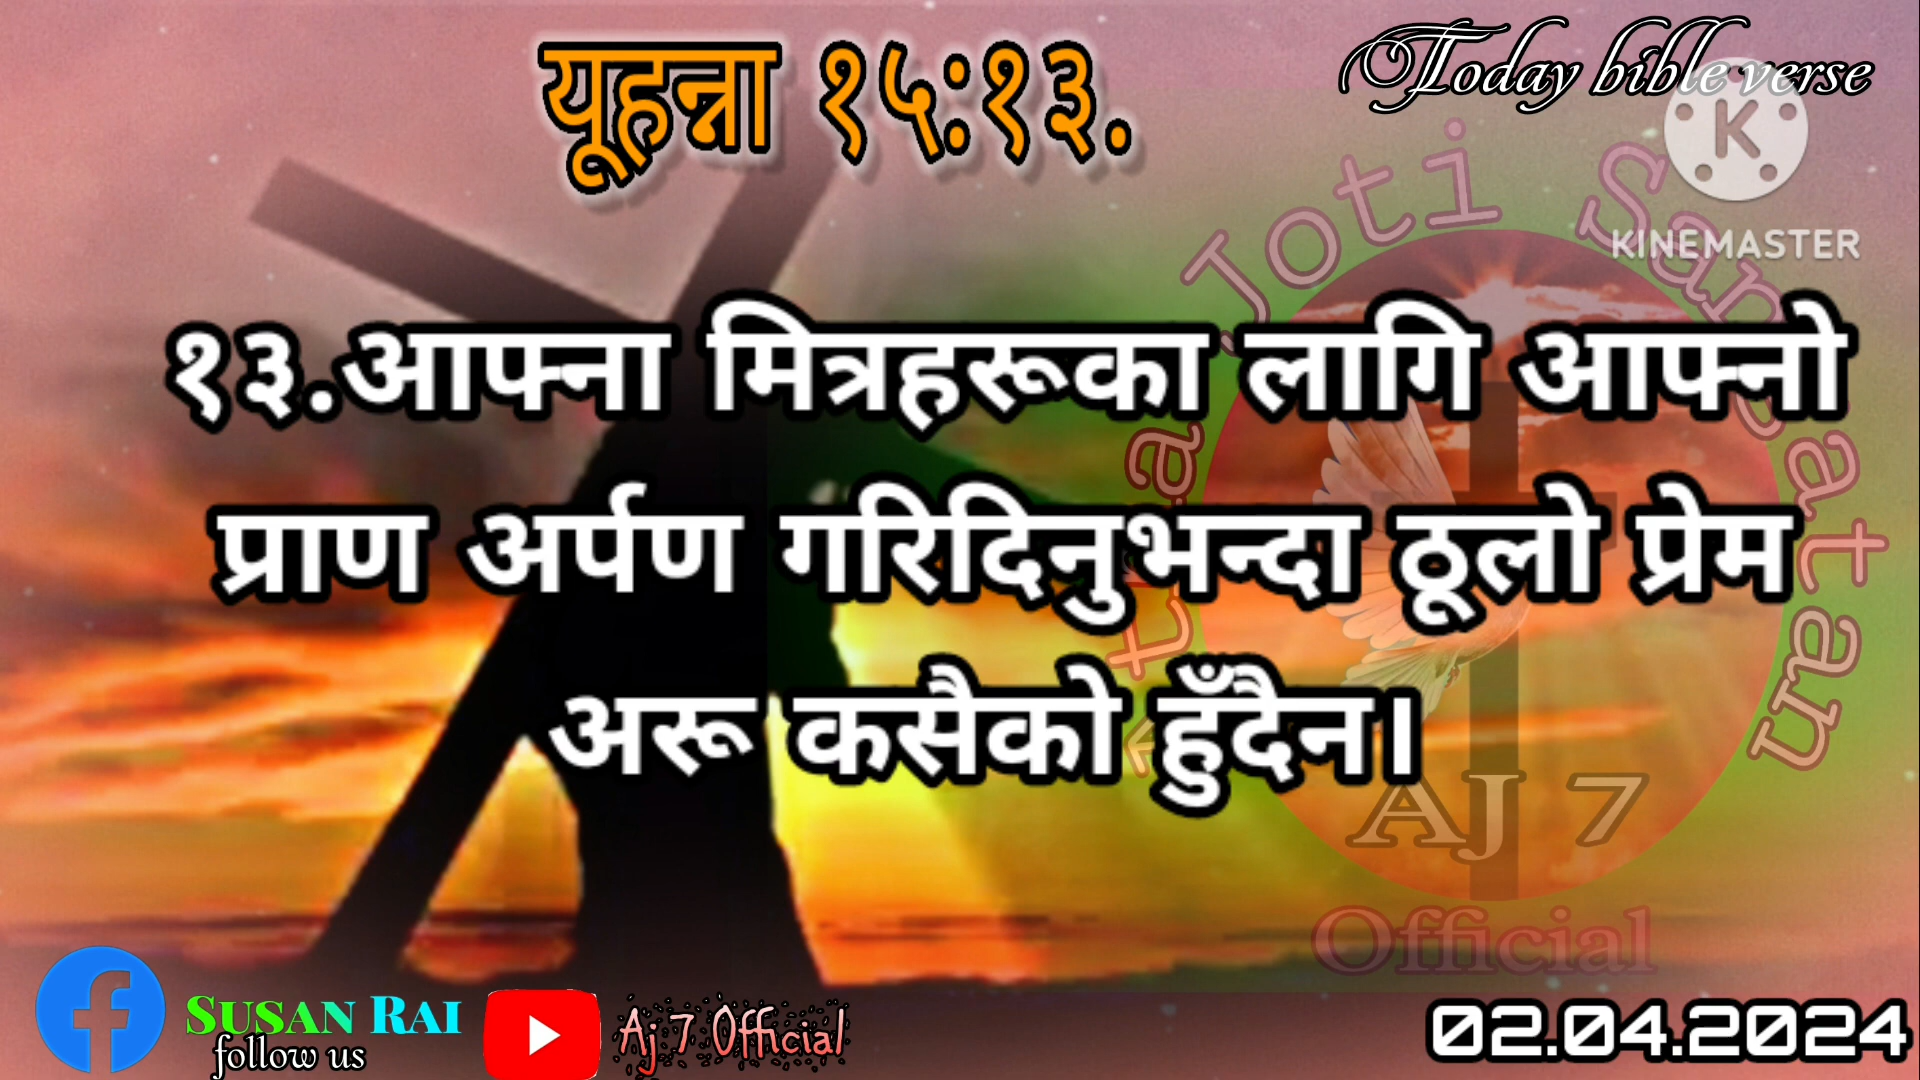 यूहन्ना १५:१३.
Today bible verse
KINEMASTER
१३.आफ्ना मित्रहरूका लागि आफ्नो
प्राण अर्पण गरिदिनुभन्दा ठूलो प्रेम
अरू कसैको हुँदैन।
Joti
AJ 7
Official
SUSAN RAI
follow us
Aj 7 Official
02.04.2024